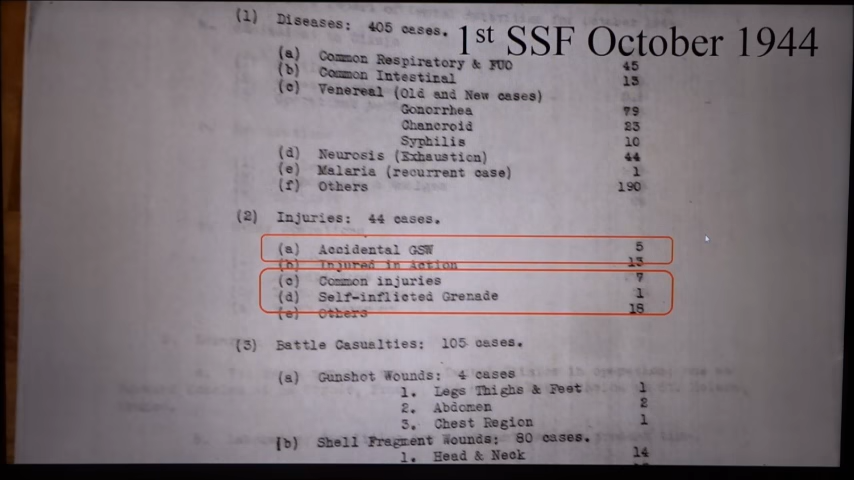 1st SSF October 1944
(1) Diseases: 405 cases.
(a) Common Respiratory & FUO 45
(b) Common Intestinal 13
(c) Venereal (Old and New cases)
Gonorrhea 79
Chancroid 23
Syphilis 10
(d) Neurosis (Exhaustion) 44
(e) Malaria (recurrent case) 1
(f) Others 190
(2) Injuries: 44 cases.
(a) Accidental GSW 5
(b) Injured in Action 13
(c) Common injuries 7
(d) Self-inflicted Grenade 1
(e) Others 18
(3) Battle Casualties: 105 cases.
(a) Gunshot Wounds: 4 cases
1. Legs Thighs & Feet 1
2. Abdomen 2
3. Chest Region 1
(b) Shell Fragment Wounds: 80 cases.
1. Head & Neck 14